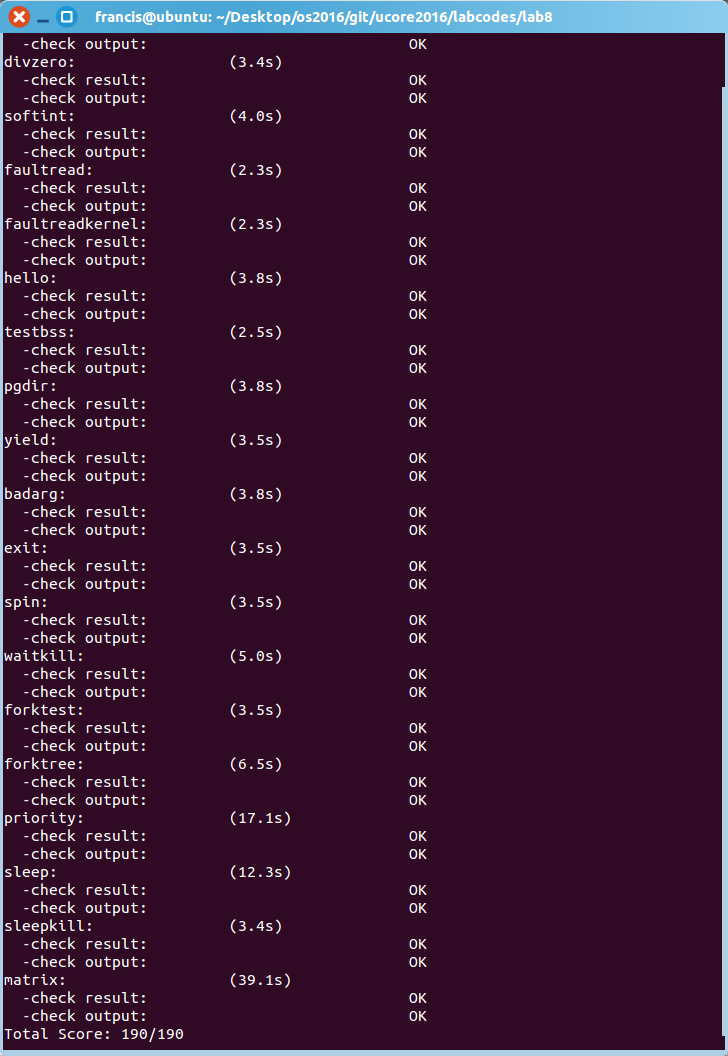 francis@ubuntu: ~/Desktop/os2016/git/ucore2016/labcodes/lab8
-check output: OK
divzero: (3.4s)
-check result: OK
-check output: OK
softint: (4.0s)
-check result: OK
-check output: OK
faultread: (2.3s)
-check result: OK
-check output: OK
faultreadkernel: (2.3s)
-check result: OK
-check output: OK
hello: (3.8s)
-check result: OK
-check output: OK
testbss: (2.5s)
-check result: OK
-check output: OK
pgdir: (3.8s)
-check result: OK
-check output: OK
yield: (3.5s)
-check result: OK
-check output: OK
badarg: (3.8s)
-check result: OK
-check output: OK
exit: (3.5s)
-check result: OK
-check output: OK
spin: (3.5s)
-check result: OK
-check output: OK
waitkill: (5.0s)
-check result: OK
-check output: OK
forktest: (3.5s)
-check result: OK
-check output: OK
forktree: (6.5s)
-check result: OK
-check output: OK
priority: (17.1s)
-check result: OK
-check output: OK
sleep: (12.3s)
-check result: OK
-check output: OK
sleepkill: (3.4s)
-check result: OK
-check output: OK
matrix: (39.1s)
-check result: OK
-check output: OK
Total Score: 190/190